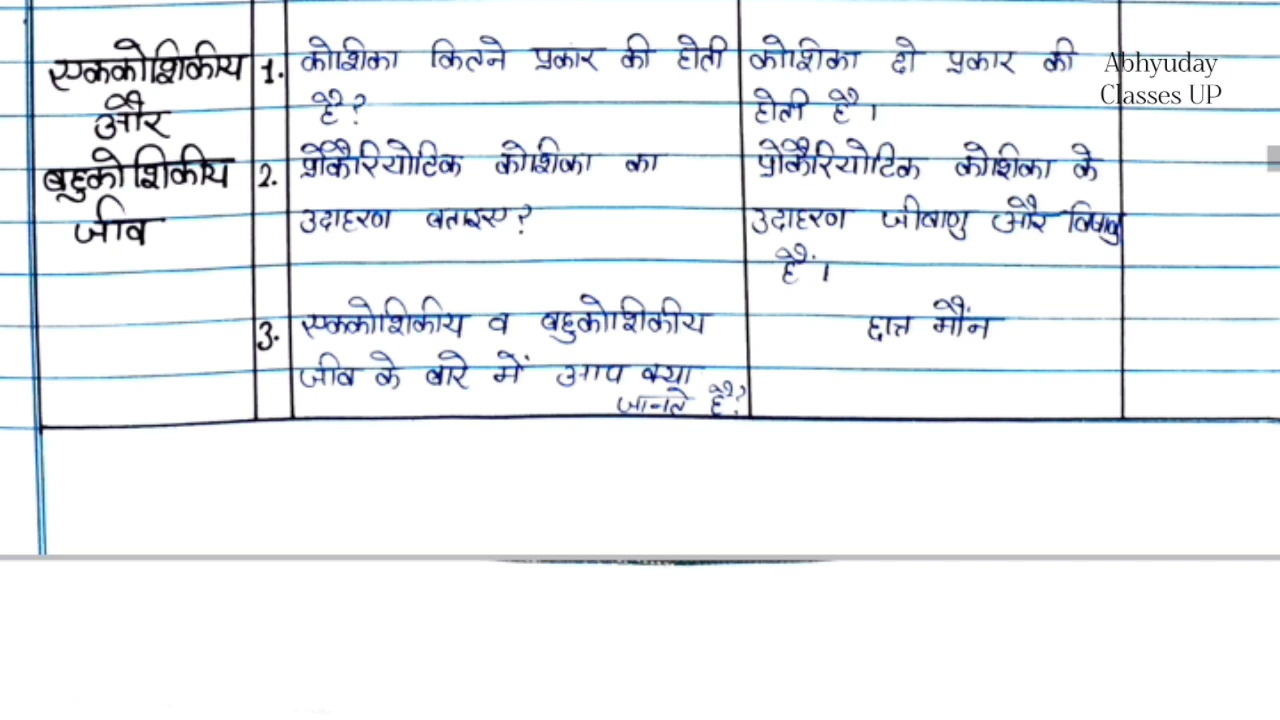 एककोशिकीय
और
बहुकोशिकीय
जीव
1. कोशिका कितने प्रकार की होती
है?
2. प्रोकैरियोटिक कोशिका का
उदाहरण बताइए?
3. एककोशिकीय व बहुकोशिकीय
जीव के बारे में आप क्या
जानते है?
कोशिका दो प्रकार की
होती है।
प्रोकैरियोटिक कोशिका के
उदाहरण जीवाणु और विषाणु
हैं।
छात्र मौन
Abhyuday
Classes UP